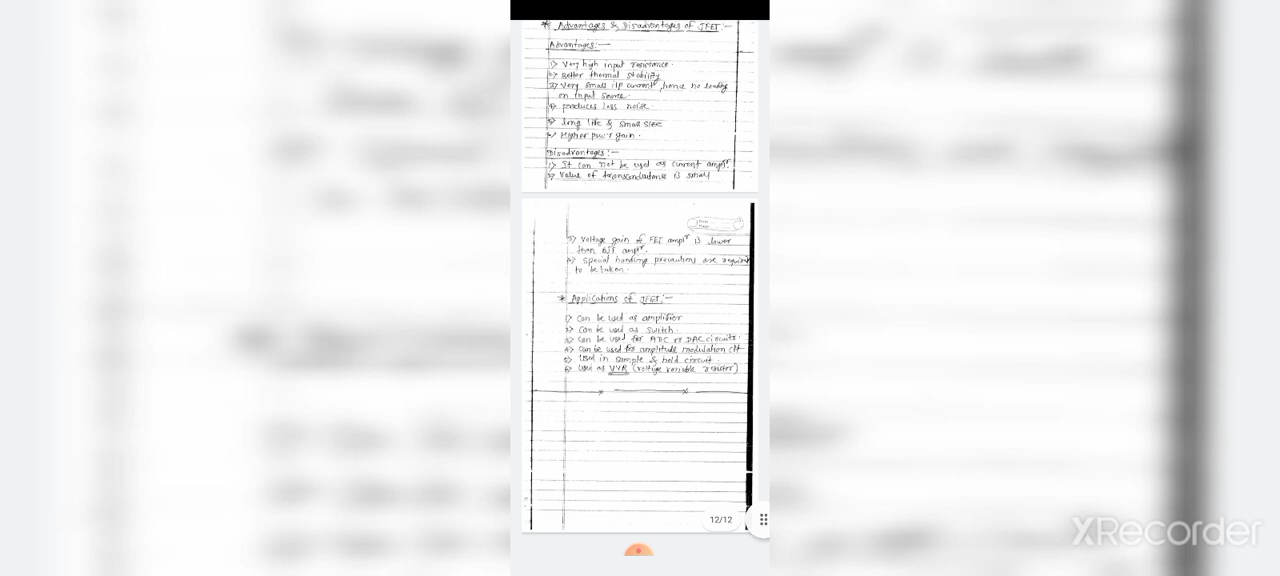 * Advantages & Disadvantages of JFET:-
Advantages:-
1) Very high input resistance.
2) Better thermal stability
3) Very small i/p current, hence no loading
on input source.
4) produces less noise.
5) long life & small size
6) Higher power gain.
Disadvantages:-
1) It can not be used as current amplr.
2) Value of transconductance is small
3) Voltage gain of FET amplr is lower
than BJT amplr.
4) special handling precautions are required
to be taken.
* Applications of JFET:-
1) Can be used as amplifier
2) Can be used as switch.
3) Can be used for ADC or DAC circuits.
4) Can be used for amplitude modulation ckt
5) Used in sample & hold circuit.
6) Used as VVR (voltage variable resistor)
12/12
XRecorder